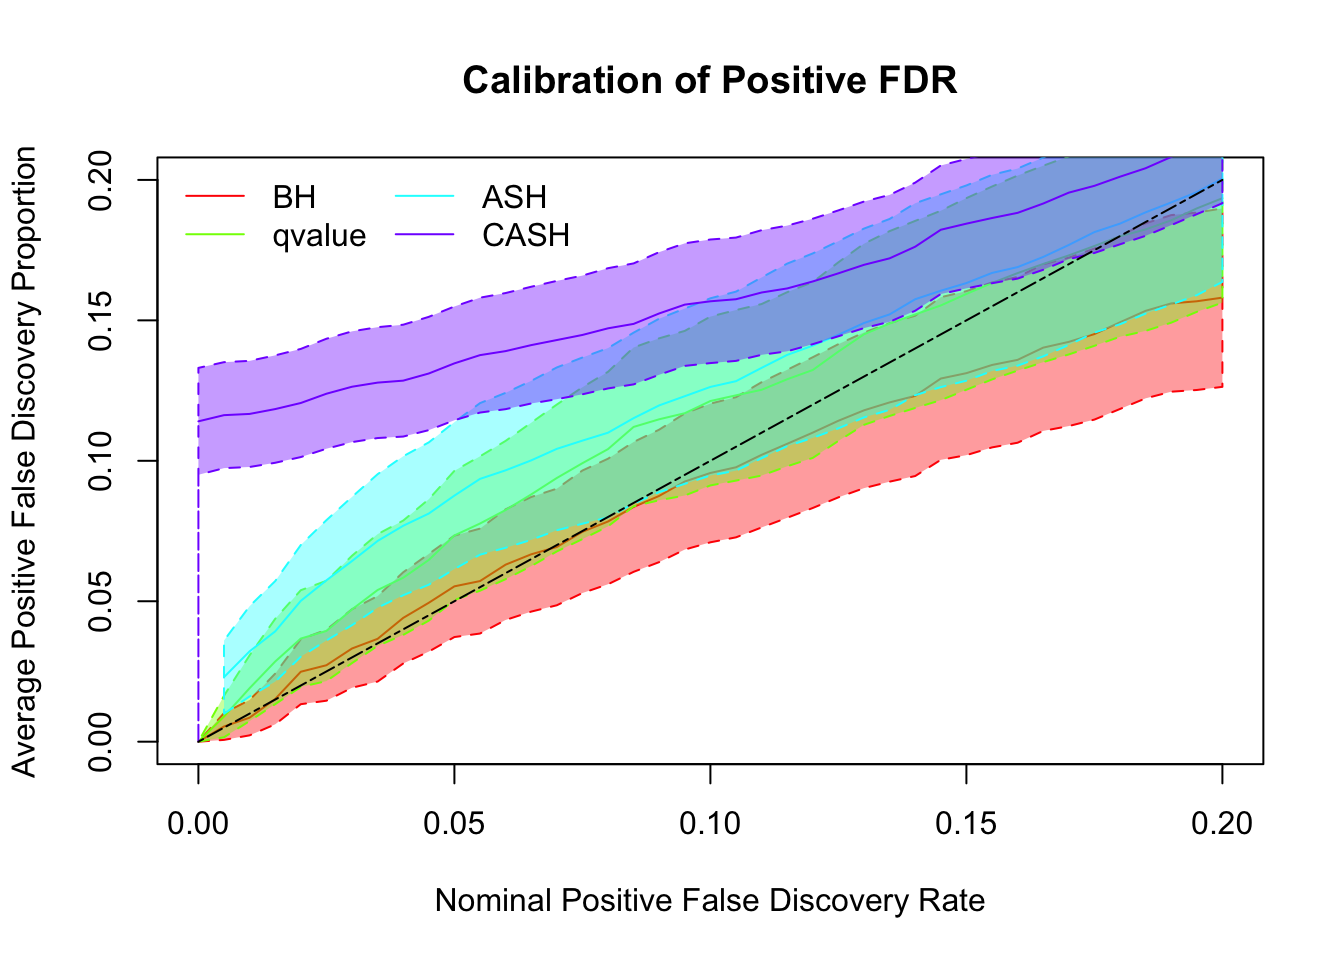 Calibration of Positive FDR
Average Positive False Discovery Proportion
0.20
0.15
0.10
0.05
0.00
BH
qvalue
ASH
CASH
0.00 0.05 0.10 0.15 0.20
Nominal Positive False Discovery Rate